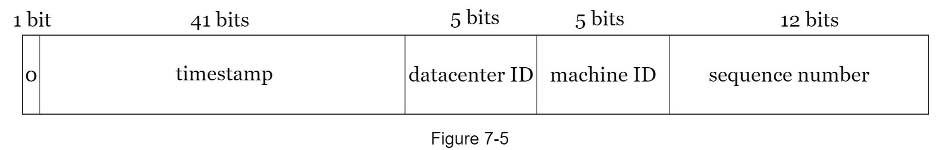 1 bit 41 bits 5 bits 5 bits 12 bits
0 timestamp datacenter ID machine ID sequence number
Figure 7-5